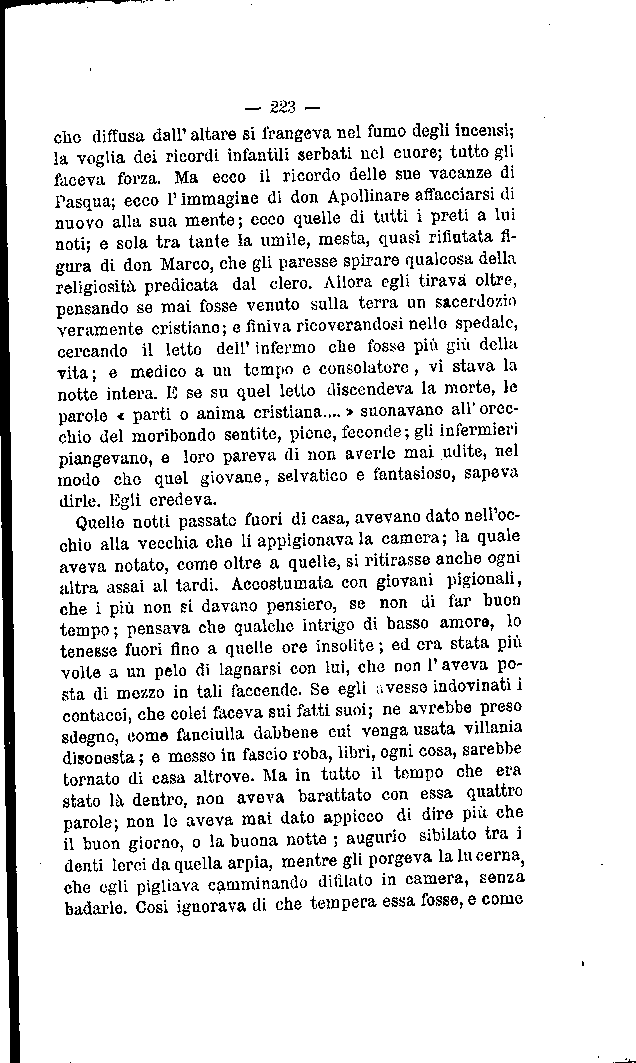 — 223 —
che diffusa dall' altare si frangeva nel fumo degli incensi;
la voglia dei ricordi infantili serbati nel cuore; tutto gli
faceva forza. Ma ecco il ricordo delle sue vacanze di
Pasqua; ecco l' immagine di don Apollinare affacciarsi di
nuovo alla sua mente; ecco quelle di tutti i preti a lui
noti; e sola tra tante la umile, mesta, quasi rifiutata fi-
gura di don Marco, che gli paresse spirare qualcosa della
religiosità predicata dal clero. Allora egli tirava oltre,
pensando se mai fosse venuto sulla terra un sacerdozio
veramente cristiano; e finiva ricoverandosi nello spedale,
cercando il letto dell' infermo che fosse più giù della
vita; e medico a un tempo e consolatore, vi stava la
notte intera. E se su quel letto discendeva la morte, le
parole « parti o anima cristiana.... » suonavano all' orec-
chio del moribondo sentite, piene, feconde; gli infermieri
piangevano, e loro pareva di non averle mai udite, nel
modo che quel giovane, selvatico e fantasioso, sapeva
dirle. Egli credeva.
Quelle notti passate fuori di casa, avevano dato nell'oc-
chio alla vecchia che li appigionava la camera; la quale
aveva notato, come oltre a quelle, si ritirasse anche ogni
altra assai al tardi. Accostumata con giovani pigionali,
che i più non si davano pensiero, se non di far buon
tempo; pensava che qualche intrigo di basso amore, lo
tenesse fuori fino a quelle ore insolite; ed era stata più
volte a un pelo di lagnarsi con lui, che non l' aveva po-
sta di mezzo in tali faccende. Se egli avesse indovinati i
contacci, che colei faceva sui fatti suoi; ne avrebbe preso
sdegno, come fanciulla dabbene cui venga usata villania
disonesta; e messo in fascio roba, libri, ogni cosa, sarebbe
tornato di casa altrove. Ma in tutto il tempo che era
stato là dentro, non aveva barattato con essa quattro
parole; non le aveva mai dato appicco di dire più che
il buon giorno, o la buona notte; augurio sibilato tra i
denti lerci da quella arpia, mentre gli porgeva la lucerna,
che egli pigliava camminando difilato in camera, senza
badarle. Così ignorava di che tempera essa fosse, e come